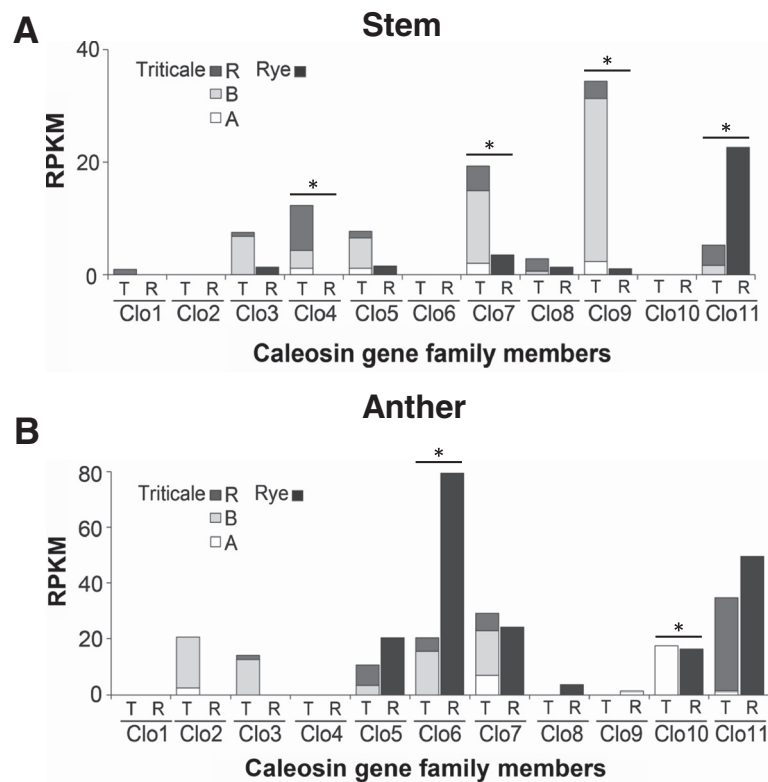 A
Stem
40
Triticale R Rye
B
A
20
RPKM
0
* * * *
T R T R T R T R T R T R T R T R T R T R T R
Clo1 Clo2 Clo3 Clo4 Clo5 Clo6 Clo7 Clo8 Clo9 Clo10 Clo11
Caleosin gene family members
B
Anther
80
Triticale R Rye
B
A
60
40
20
0
RPKM
* *
T R T R T R T R T R T R T R T R T R T R T R
Clo1 Clo2 Clo3 Clo4 Clo5 Clo6 Clo7 Clo8 Clo9 Clo10 Clo11
Caleosin gene family members